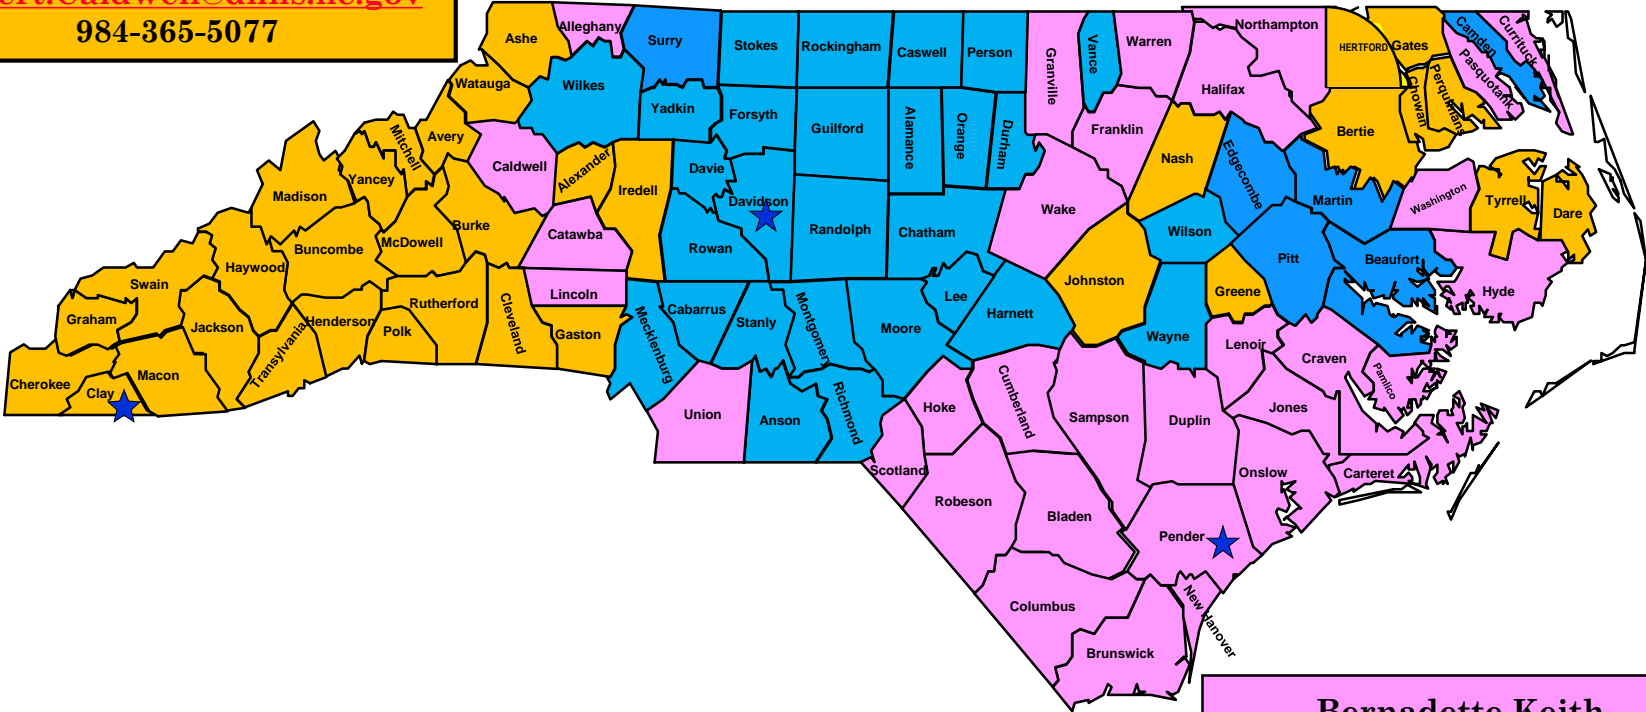 984-365-5077
Ashe
Alleghany
Surry
Stokes
Rockingham
Caswell
Person
Granville
Vance
Warren
Northampton
HERTFORD
Gates
Camden
Currituck
Pasquotank
Perquimans
Chowan
Watauga
Wilkes
Yadkin
Forsyth
Guilford
Alamance
Orange
Durham
Franklin
Halifax
Bertie
Mitchell
Avery
Caldwell
Alexander
Iredell
Davie
Nash
Edgecombe
Madison
Yancey
Davidson
Wake
Martin
Washington
Tyrrell
Dare
Buncombe
McDowell
Burke
Catawba
Rowan
Randolph
Chatham
Wilson
Pitt
Beaufort
Haywood
Swain
Rutherford
Cleveland
Lincoln
Lee
Johnston
Greene
Hyde
Graham
Jackson
Henderson
Polk
Transylvania
Gaston
Mecklenburg
Cabarrus
Stanly
Montgomery
Moore
Harnett
Wayne
Lenoir
Craven
Pamlico
Cherokee
Clay
Macon
Union
Anson
Richmond
Hoke
Cumberland
Sampson
Duplin
Jones
Scotland
Robeson
Bladen
Onslow
Carteret
Pender
Columbus
New Hanover
Brunswick
Bernadette Keith